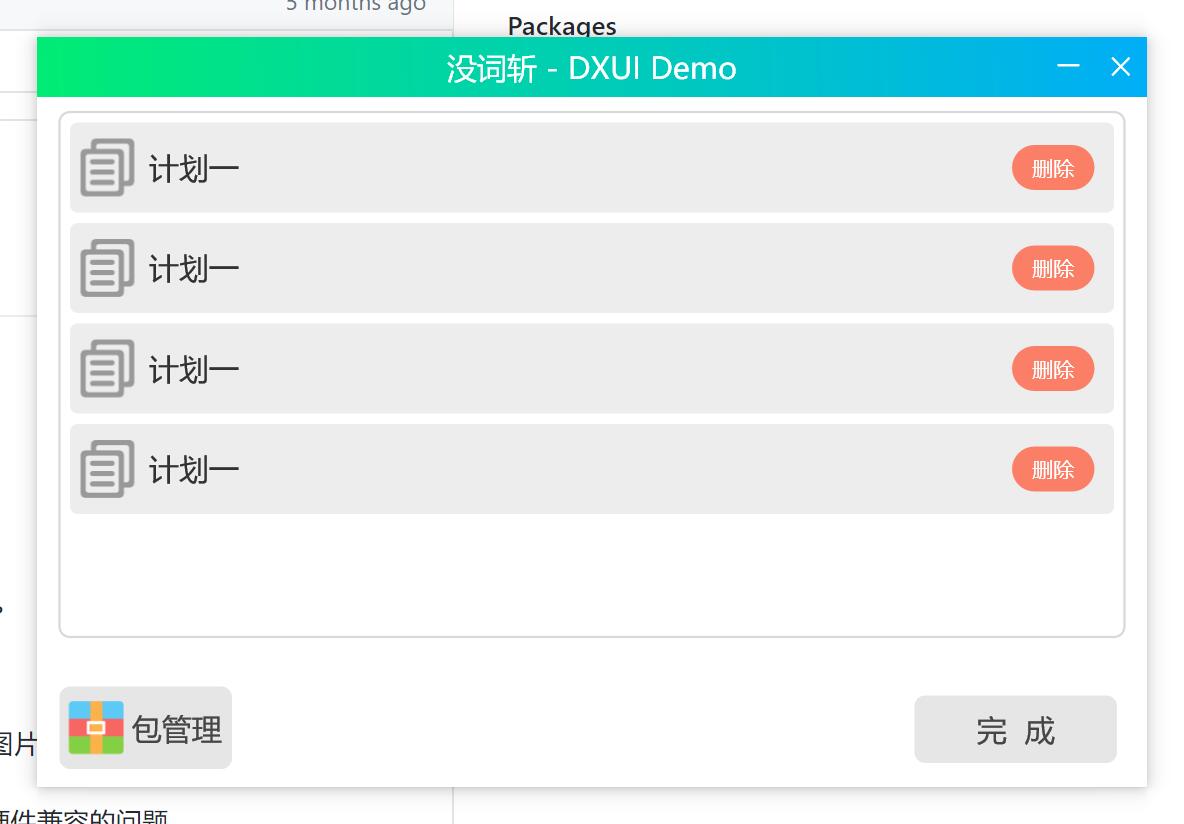 5 months ago
Packages
没词斩 - DXUI Demo
计划一
删除
计划一
删除
计划一
删除
计划一
删除
包管理
完 成
图片
件兼容的问题